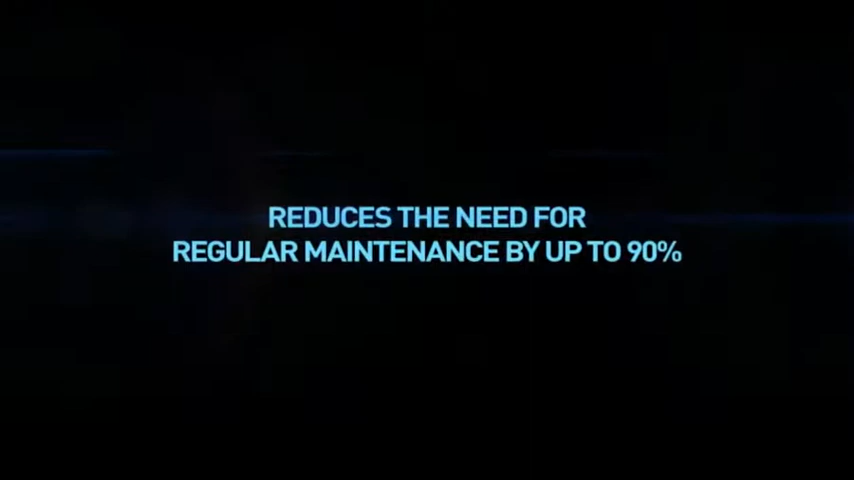 REDUCES THE NEED FOR
REGULAR MAINTENANCE BY UP TO 90%